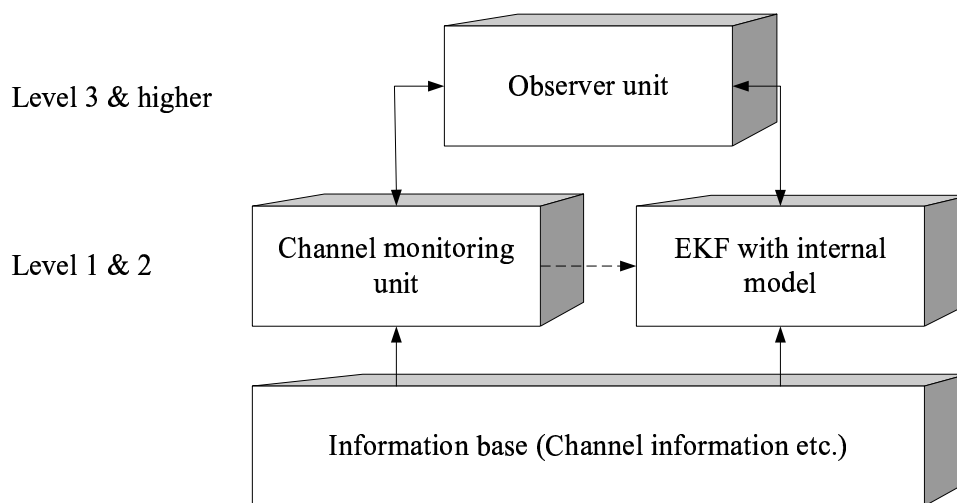 Level 3 & higher
Observer unit
Level 1 & 2
Channel monitoring
unit
EKF with internal
model
Information base (Channel information etc.)